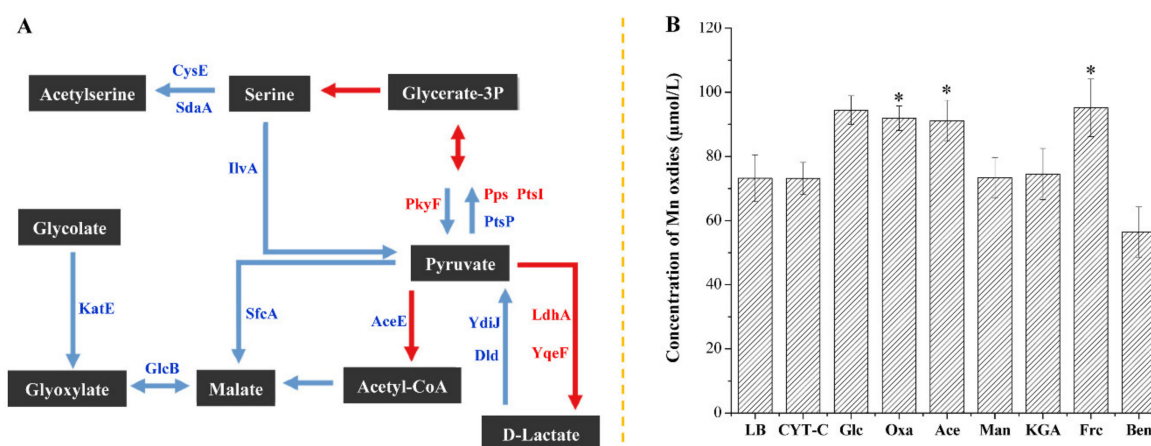 A
CysE
Acetylserine
Serine
Glycerate-3P
SdaA
IlvA
PkyF
Pps PtsI
PtsP
Glycolate
Pyruvate
KatE
SfcA
AceE
YdiJ
LdhA
Dld
YqeF
GlcB
Glyoxylate
Malate
Acetyl-CoA
D-Lactate
B
Concentration of Mn oxdies (μmol/L)
120
100
80
60
40
20
0
*
*
*
LB CYT-C Glc Oxa Ace Man KGA Frc Ben